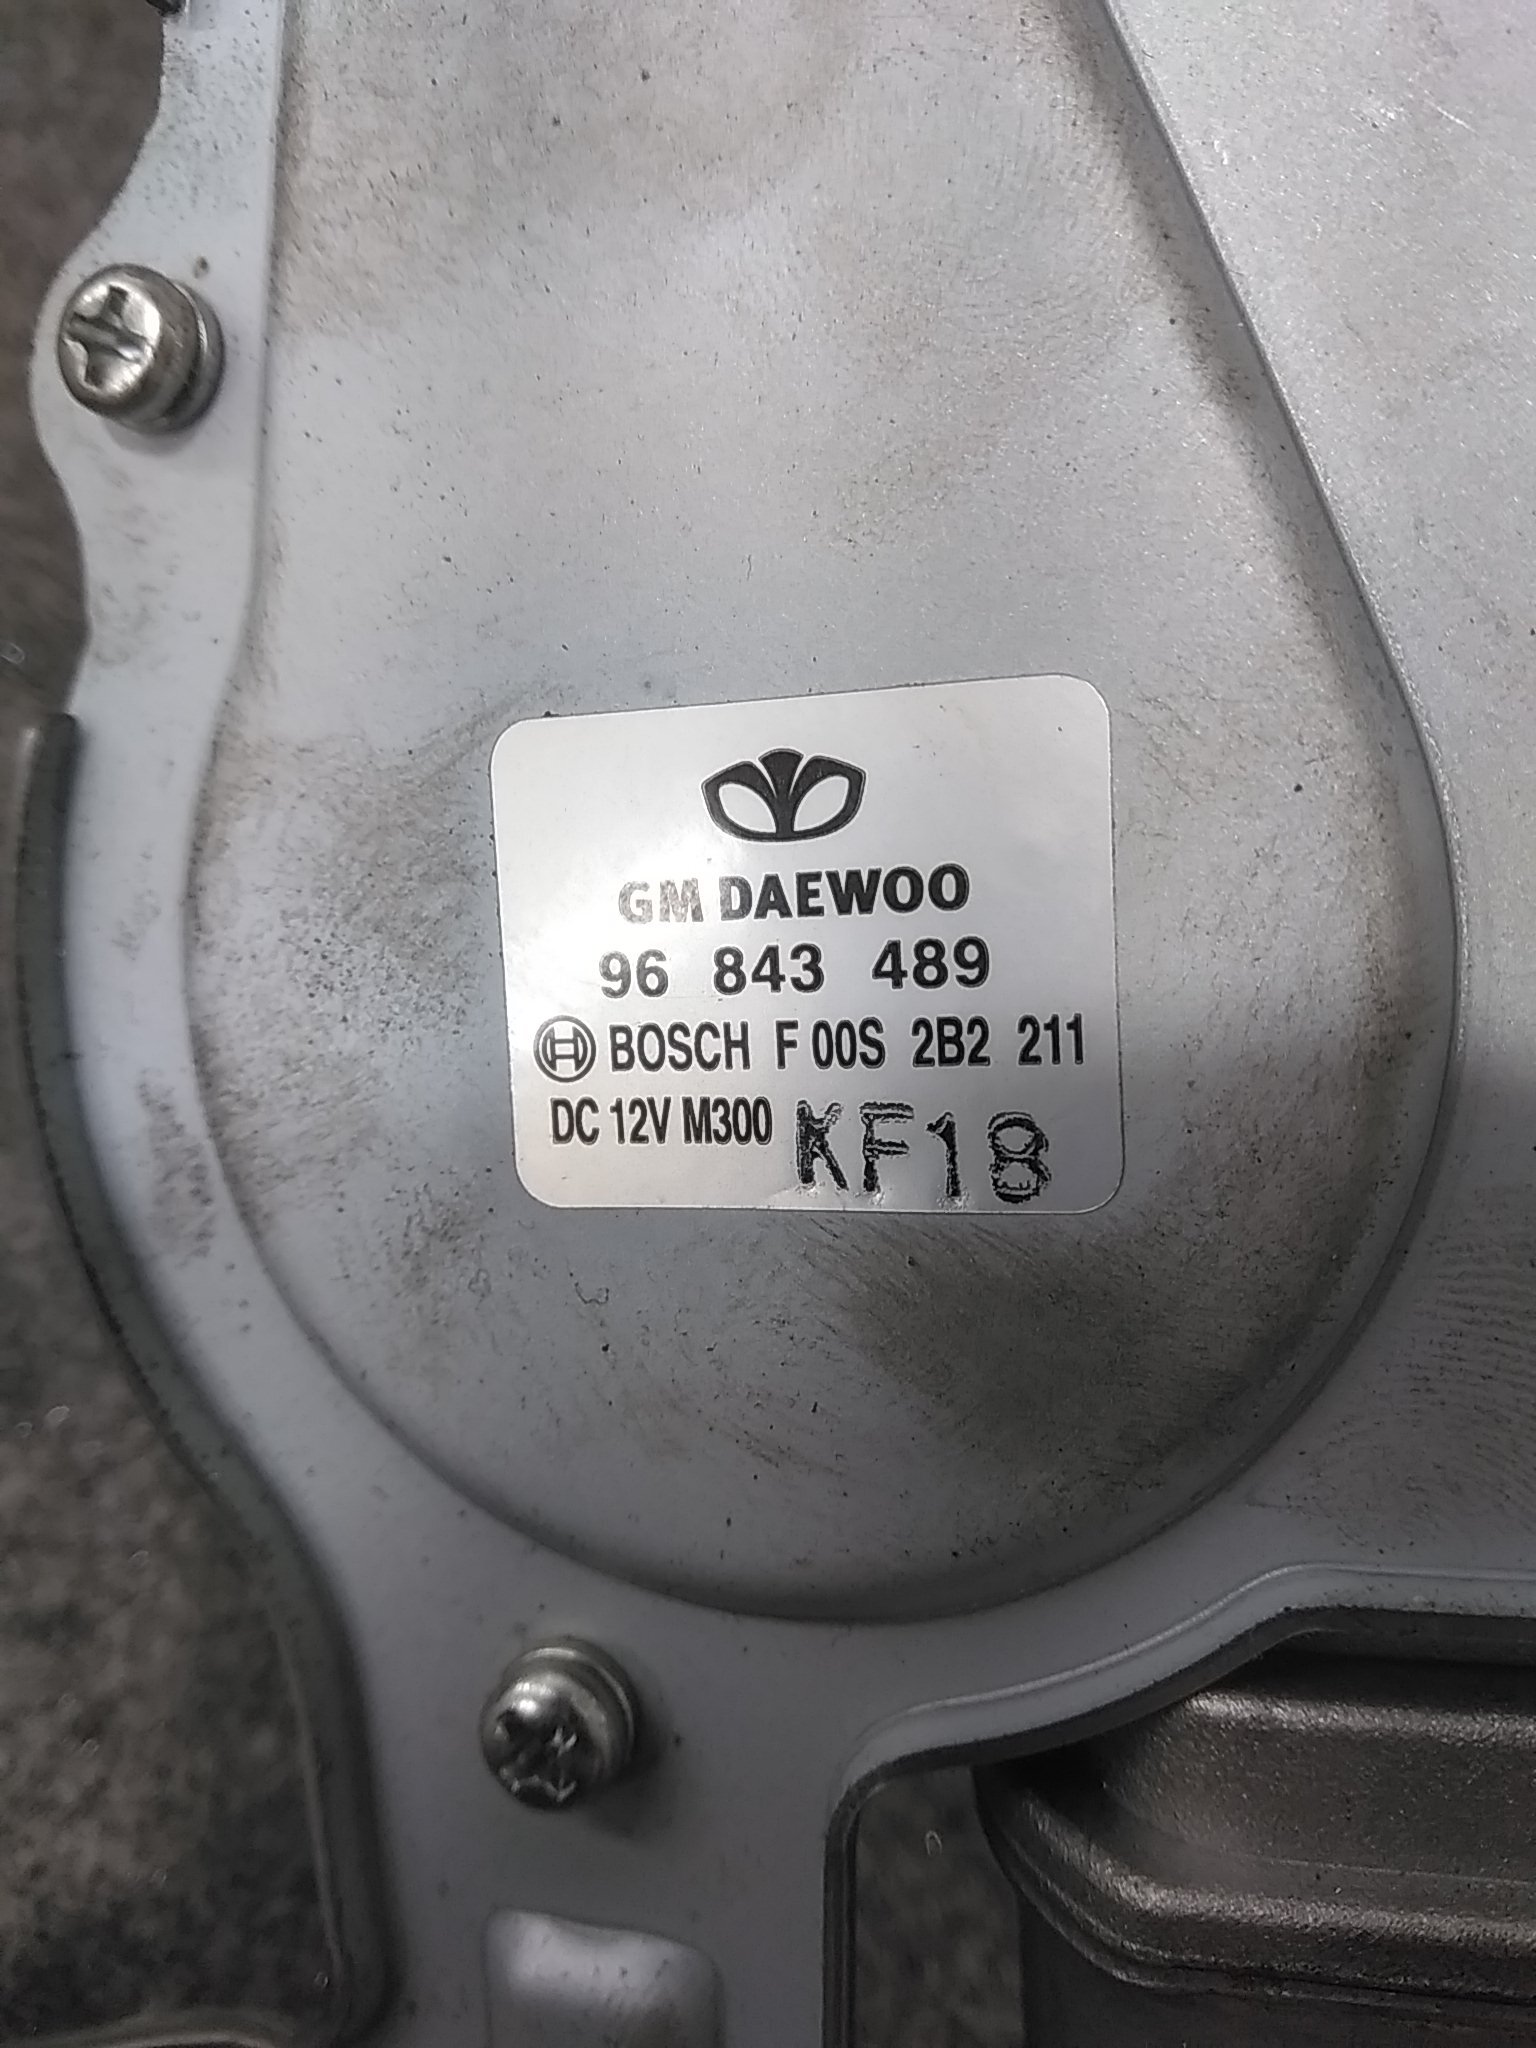 GM DAEWOO
96 843 489
BOSCH F 00S 2B2 211
DC 12V M300 KF18